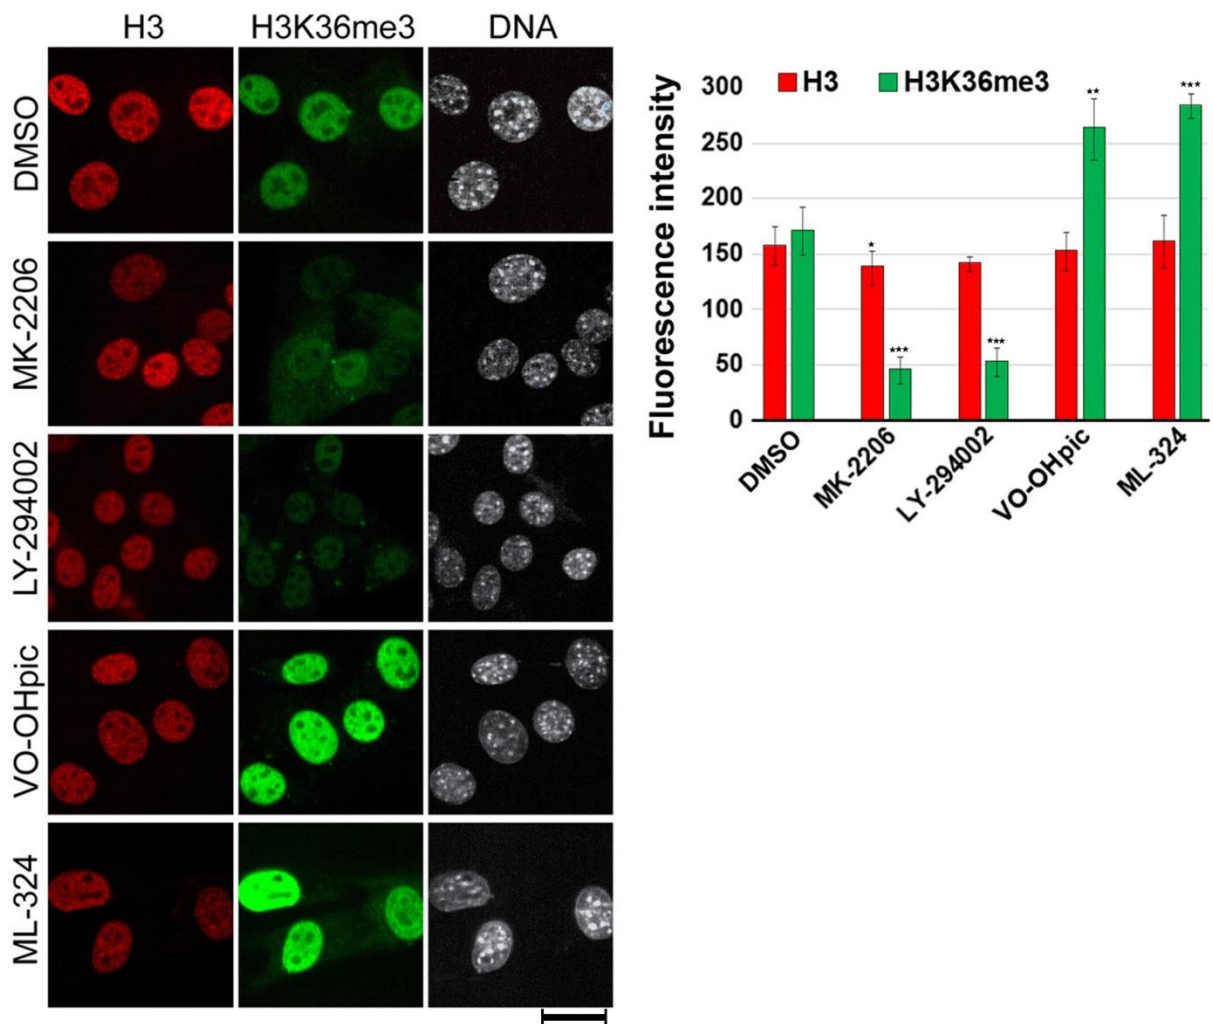 H3 H3K36me3 DNA
DMSO
MK-2206
LY-294002
VO-OHpic
ML-324
H3 H3K36me3
Fluorescence intensity
300
250
200
150
100
50
0
**
***
*
***
***
DMSO MK-2206 LY-294002 VO-OHpic ML-324